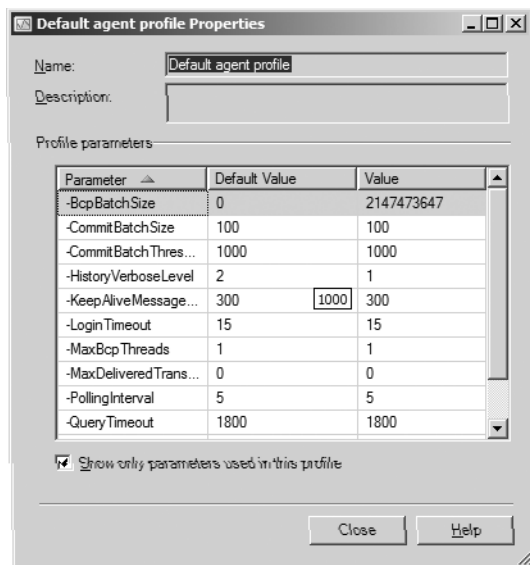 Default agent profile Properties
Name: Default agent profile
Description:
Profile parameters
Parameter Default Value Value
-BcpBatchSize 0 2147473647
-CommitBatchSize 100 100
-CommitBatchThres... 1000 1000
-HistoryVerboseLevel 2 1
-KeepAliveMessage... 300 1000 300
-LoginTimeout 15 15
-MaxBcpThreads 1 1
-MaxDeliveredTrans... 0 0
-PollingInterval 5 5
-QueryTimeout 1800 1800
Show only parameters used in this profile
Close Help